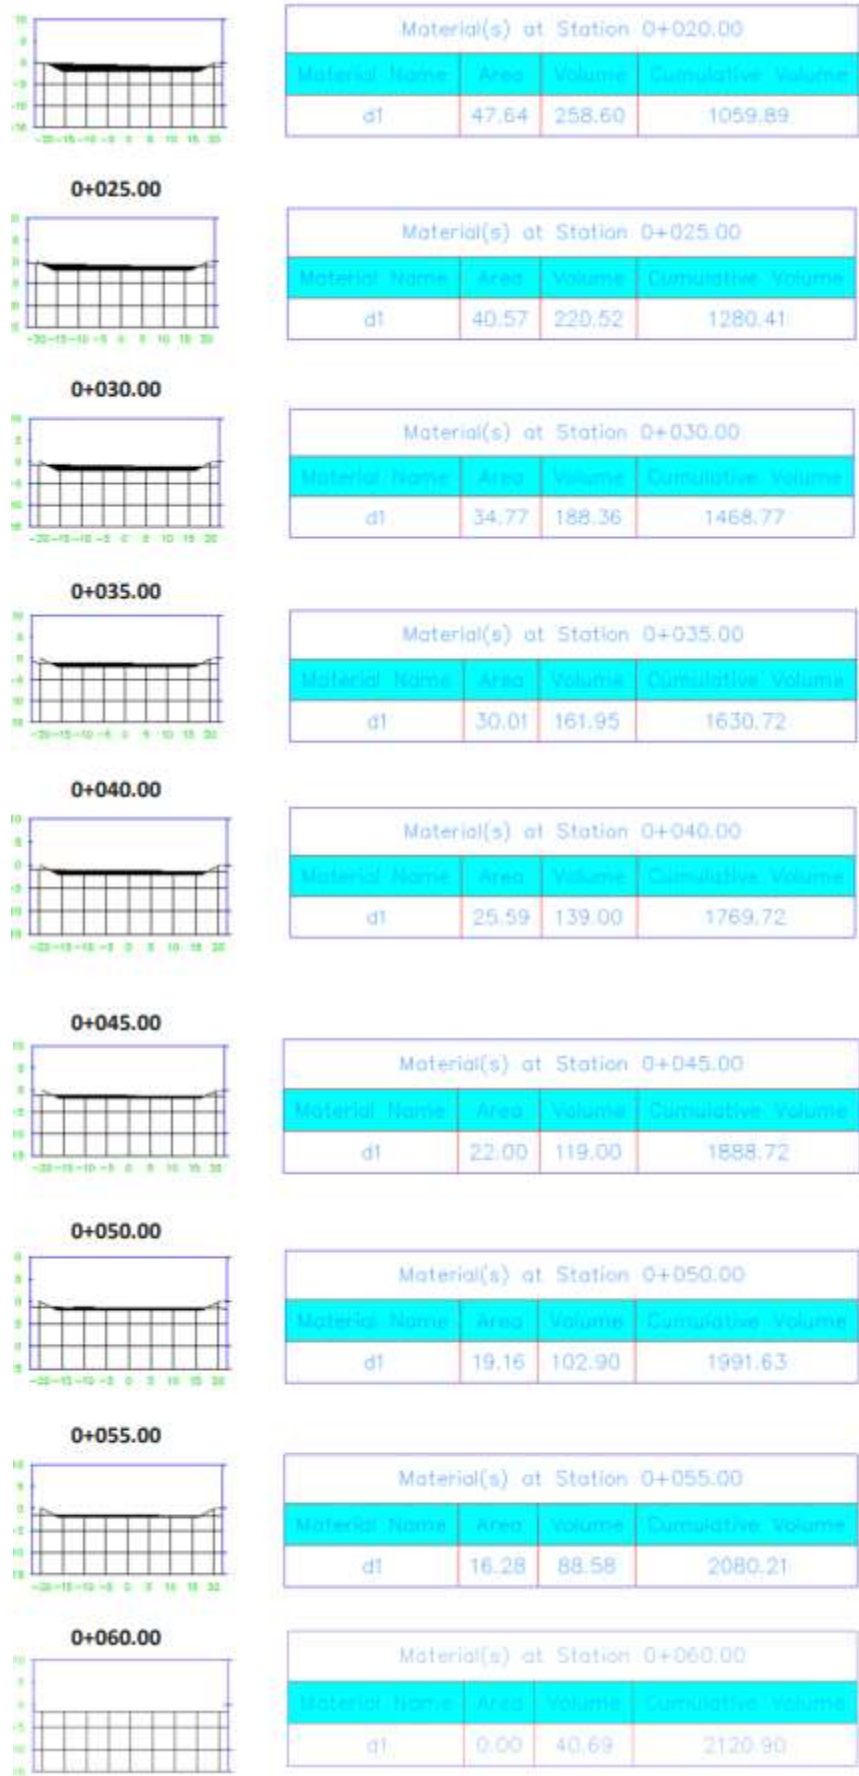 Material(s) at Station 0+020.00
Material Name Area Volume Cumulative Volume
d1 47.64 258.60 1059.89
0+025.00
Material(s) at Station 0+025.00
Material Name Area Volume Cumulative Volume
d1 40.57 220.52 1280.41
0+030.00
Material(s) at Station 0+030.00
Material Name Area Volume Cumulative Volume
d1 34.77 188.36 1468.77
0+035.00
Material(s) at Station 0+035.00
Material Name Area Volume Cumulative Volume
d1 30.01 161.95 1630.72
0+040.00
Material(s) at Station 0+040.00
Material Name Area Volume Cumulative Volume
d1 25.59 139.00 1769.72
0+045.00
Material(s) at Station 0+045.00
Material Name Area Volume Cumulative Volume
d1 22.00 119.00 1888.72
0+050.00
Material(s) at Station 0+050.00
Material Name Area Volume Cumulative Volume
d1 19.16 102.90 1991.63
0+055.00
Material(s) at Station 0+055.00
Material Name Area Volume Cumulative Volume
d1 16.28 88.58 2080.21
0+060.00
Material(s) at Station 0+060.00
Material Name Area Volume Cumulative Volume
d1 0.00 40.69 2120.90